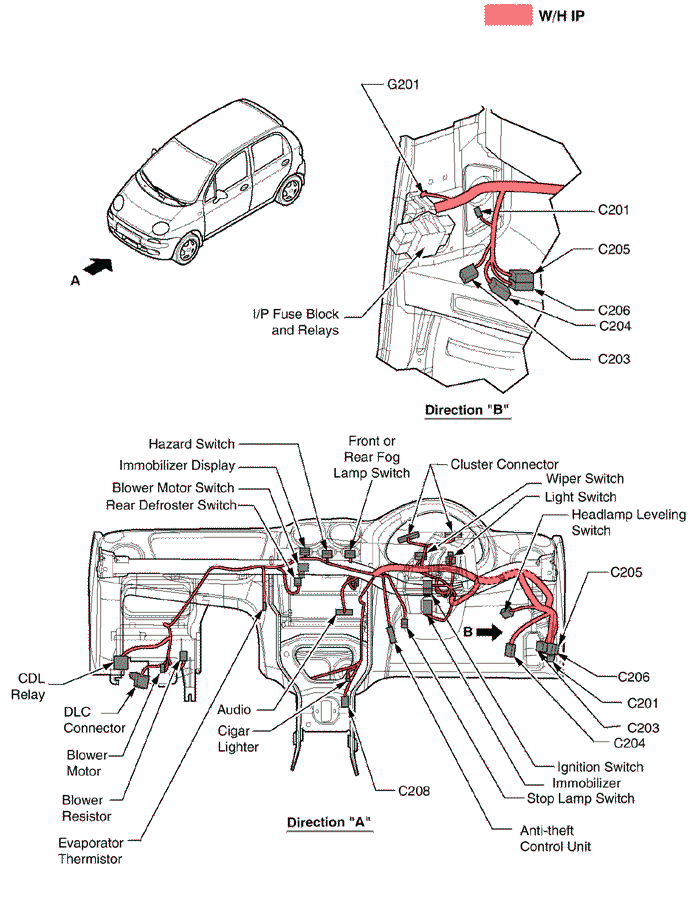 W/H IP
G201
C201
C205
C206
C204
C203
A
I/P Fuse Block
and Relays
Direction "B"
Hazard Switch
Immobilizer Display
Blower Motor Switch
Rear Defroster Switch
Front or
Rear Fog
Lamp Switch
Cluster Connector
Wiper Switch
Light Switch
Headlamp Leveling
Switch
C205
B
CDL
Relay
DLC
Connector
Blower
Motor
Blower
Resistor
Evaporator
Thermistor
Audio
Cigar
Lighter
C208
C206
C201
C203
C204
Ignition Switch
Immobilizer
Stop Lamp Switch
Anti-theft
Control Unit
Direction "A"